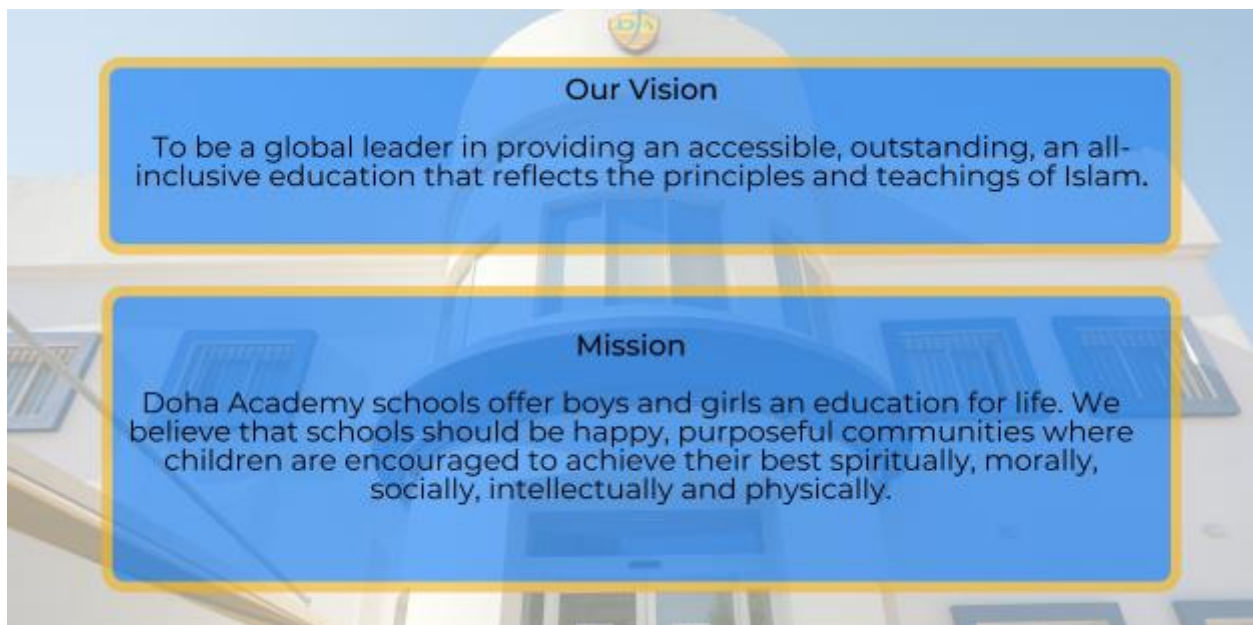 Our Vision
To be a global leader in providing an accessible, outstanding, an all-
inclusive education that reflects the principles and teachings of Islam.
Mission
Doha Academy schools offer boys and girls an education for life. We
believe that schools should be happy, purposeful communities where
children are encouraged to achieve their best spiritually, morally,
socially, intellectually and physically.